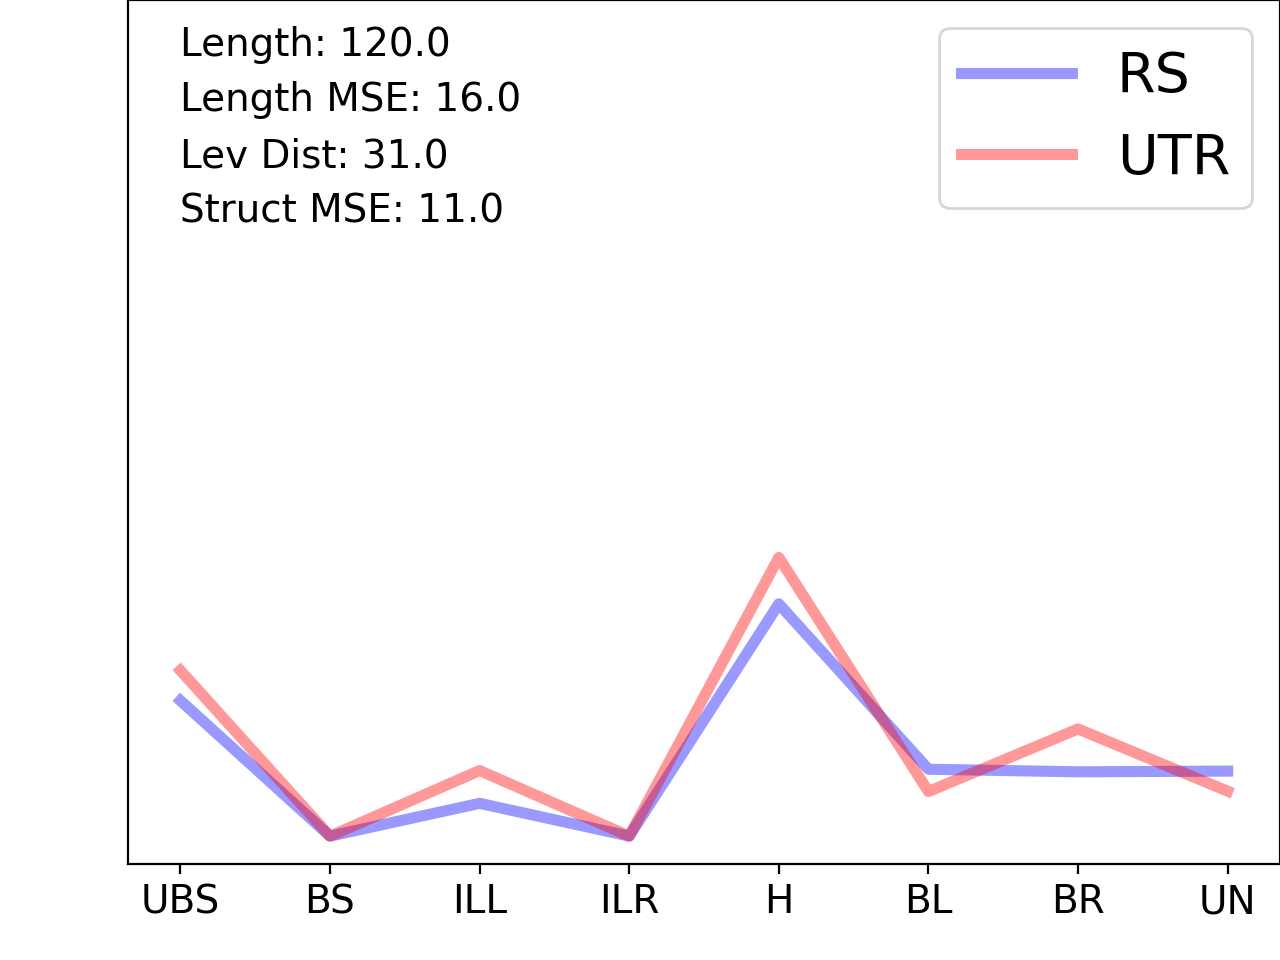 Length: 120.0
Length MSE: 16.0
Lev Dist: 31.0
Struct MSE: 11.0
RS
UTR
UBS BS ILL ILR H BL BR UN